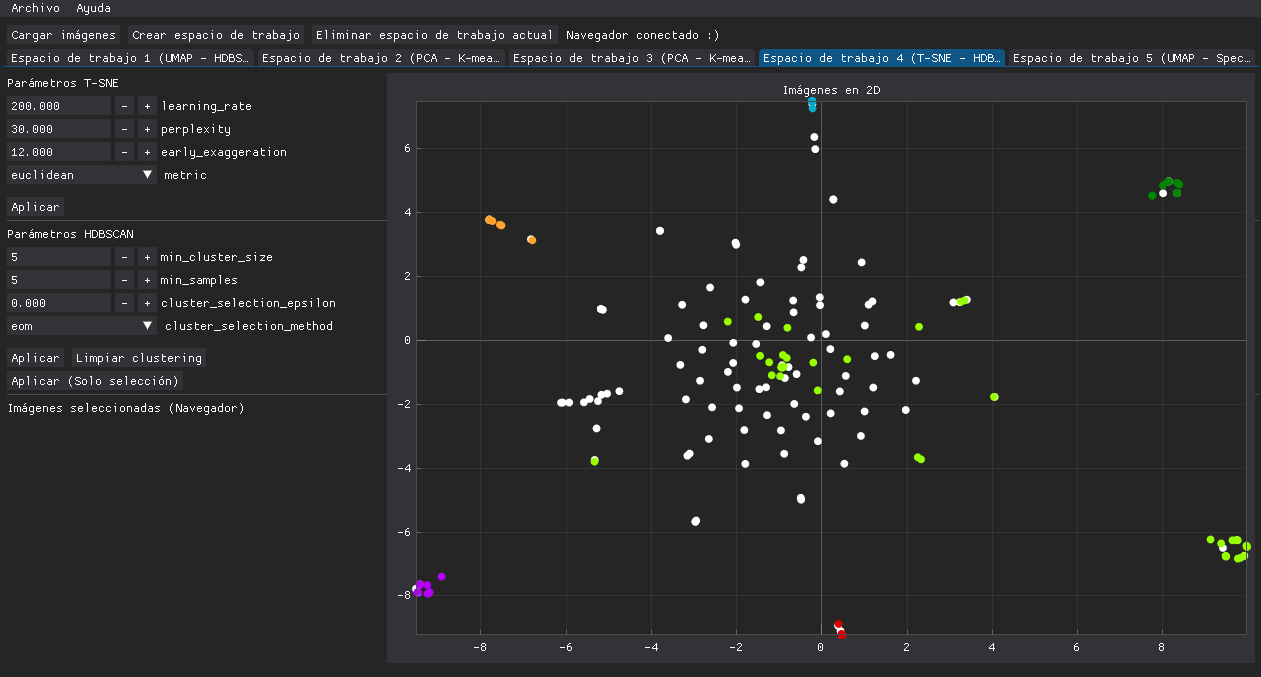 Archivo Ayuda
Cargar imágenes Crear espacio de trabajo Eliminar espacio de trabajo actual Navegador conectado :)
Espacio de trabajo 1 (UMAP - HDBS… Espacio de trabajo 2 (PCA - K-mea… Espacio de trabajo 3 (PCA - K-mea… Espacio de trabajo 4 (T-SNE - HDB… Espacio de trabajo 5 (UMAP - Spec…
Parámetros T-SNE
200.000 - + learning_rate
30.000 - + perplexity
12.000 - + early_exaggeration
euclidean metric
Aplicar
Parámetros HDBSCAN
5 - + min_cluster_size
5 - + min_samples
0.000 - + cluster_selection_epsilon
eom cluster_selection_method
Aplicar Limpiar clustering
Aplicar (Solo selección)
Imágenes seleccionadas (Navegador)
Imágenes en 2D
6
4
2
0
-2
-4
-6
-8
-8 -6 -4 -2 0 2 4 6 8